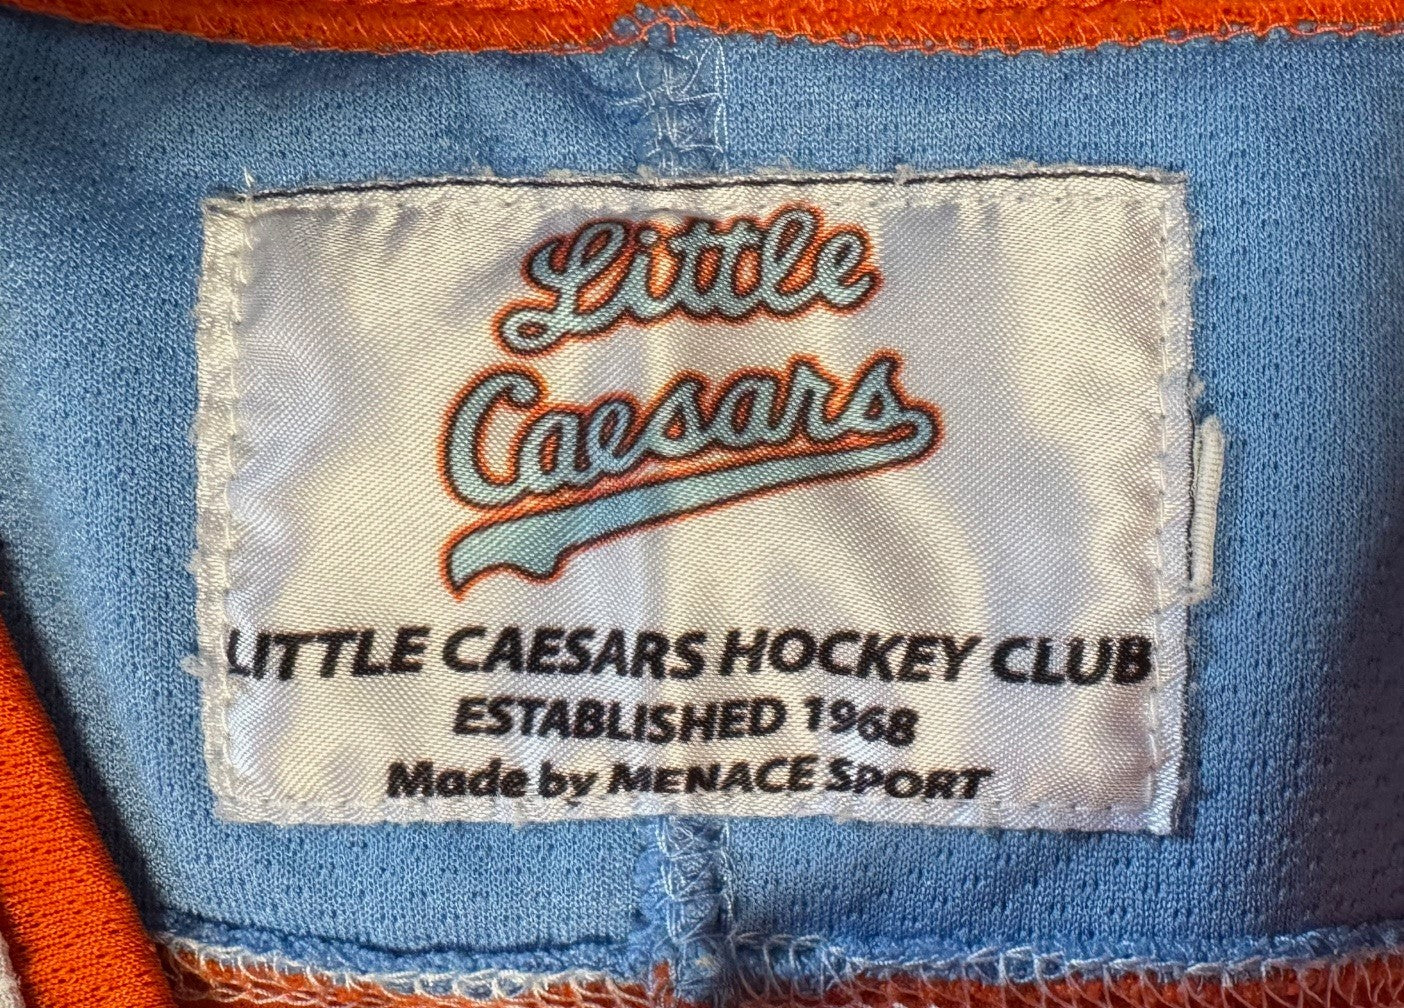 Little
Caesars
LITTLE CAESARS HOCKEY CLUB
ESTABLISHED 1968
Made by MENACE SPORT